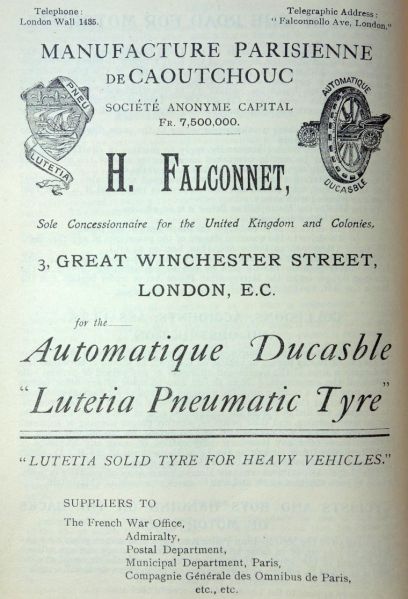 Telephone:
London Wall 1485.
Telegraphic Address:
"Falconnollo Ave, London."
MANUFACTURE PARISIENNE
DE CAOUTCHOUC
SOCIÉTÉ ANONYME CAPITAL
FR. 7,500,000.
PNEU
LUTETIA
AUTOMATIQUE
DUCASBLE
H. FALCONNET,
Sole Concessionnaire for the United Kingdom and Colonies,
3, GREAT WINCHESTER STREET,
LONDON, E.C.
for the
Automatique Ducasble
"Lutetia Pneumatic Tyre"
"LUTETIA SOLID TYRE FOR HEAVY VEHICLES."
SUPPLIERS TO
The French War Office,
Admiralty,
Postal Department,
Municipal Department, Paris,
Compagnie Générale des Omnibus de Paris,
etc., etc.